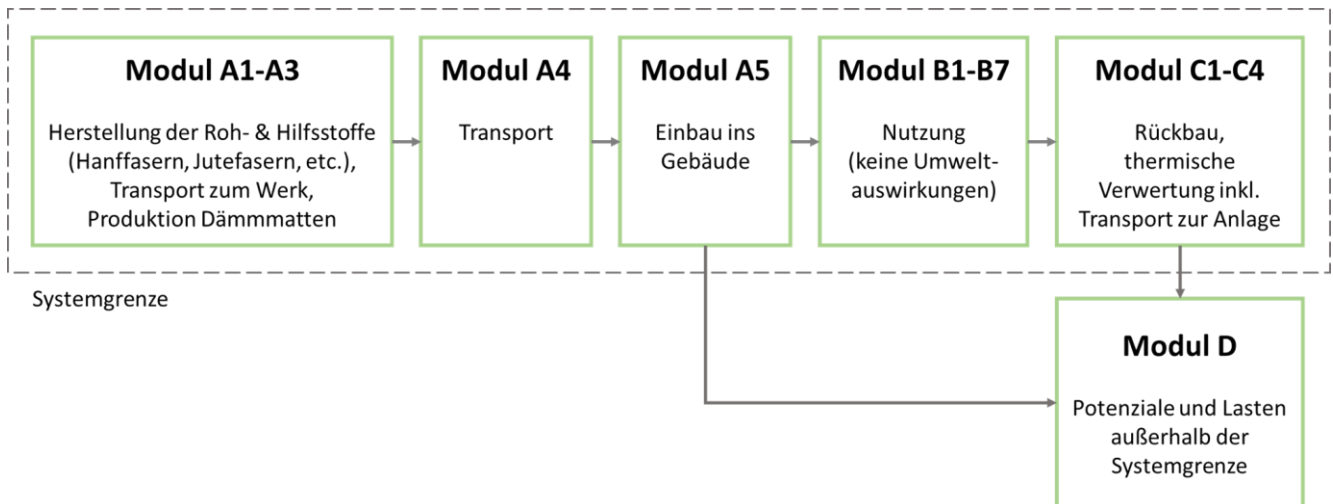 Modul A1-A3
Herstellung der Roh- & Hilfsstoffe
(Hanffasern, Jutefasern, etc.),
Transport zum Werk,
Produktion Dämmmatten
Modul A4
Transport
Modul A5
Einbau ins
Gebäude
Modul B1-B7
Nutzung
(keine Umwelt-
auswirkungen)
Modul C1-C4
Rückbau,
thermische
Verwertung inkl.
Transport zur Anlage
Systemgrenze
Modul D
Potenziale und Lasten
außerhalb der
Systemgrenze